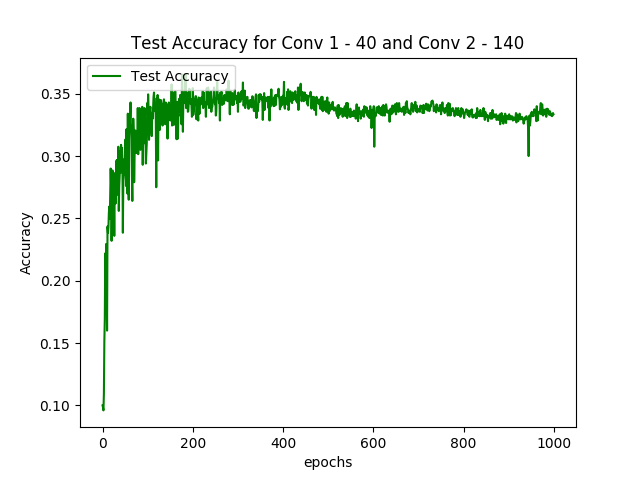 Test Accuracy for Conv 1 - 40 and Conv 2 - 140
Test Accuracy
0.35
0.30
0.25
0.20
0.15
0.10
Accuracy
0 200 400 600 800 1000
epochs